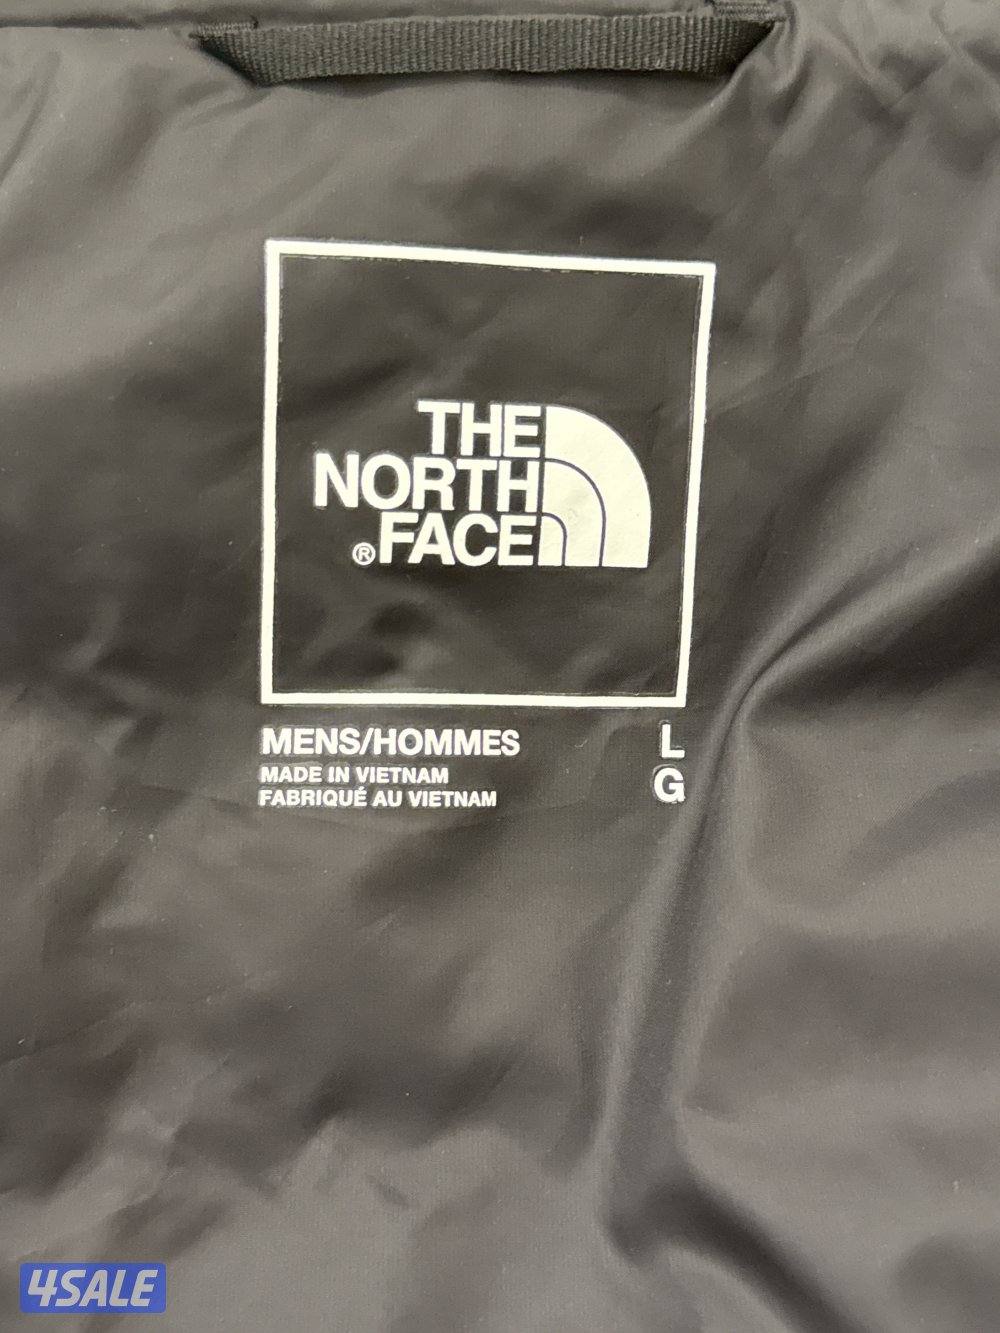 THE
NORTH
®FACE
MENS/HOMMES L
MADE IN VIETNAM G
FABRIQUÉ AU VIETNAM
4SALE